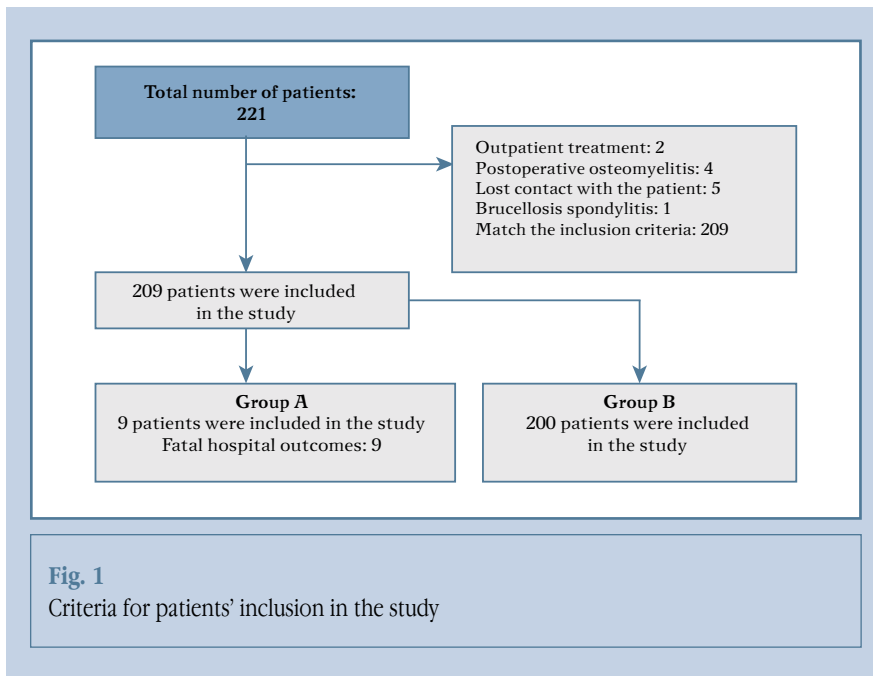 Total number of patients:
221
Outpatient treatment: 2
Postoperative osteomyelitis: 4
Lost contact with the patient: 5
Brucellosis spondylitis: 1
Match the inclusion criteria: 209
209 patients were included
in the study
Group A
9 patients were included in the study
Fatal hospital outcomes: 9
Group B
200 patients were included
in the study
Fig. 1
Criteria for patients' inclusion in the study